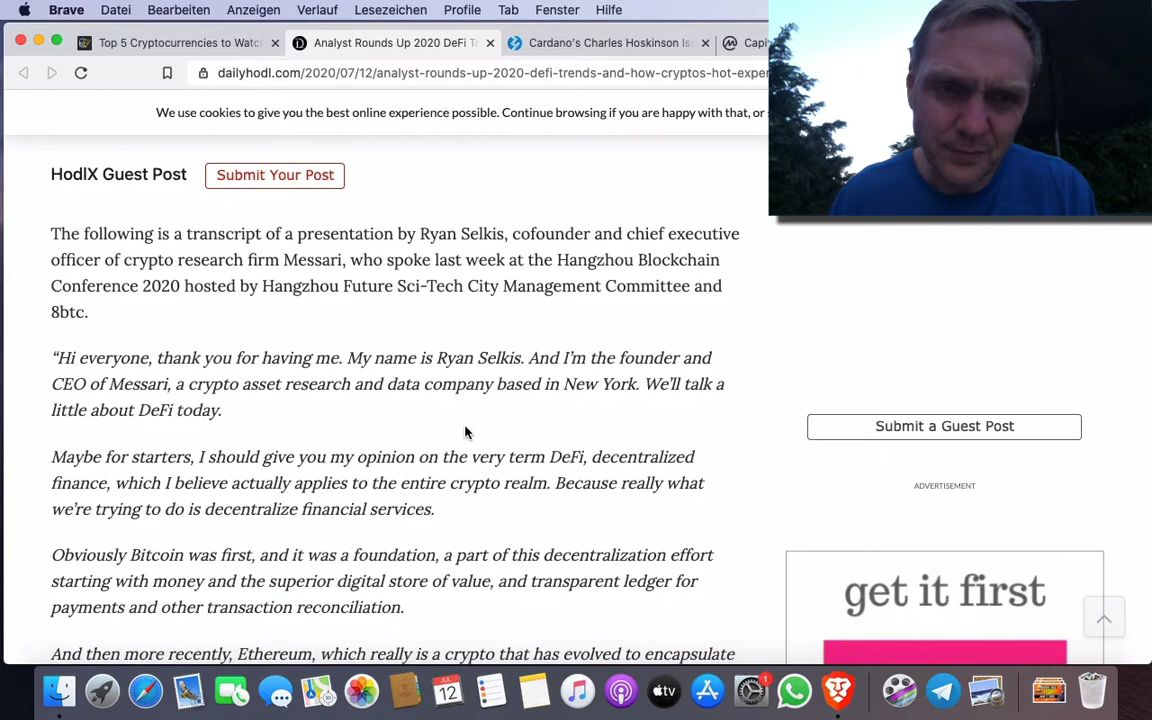 Brave Datei Bearbeiten Anzeigen Verlauf Lesezeichen Profile Tab Fenster Hilfe
Top 5 Cryptocurrencies to Watch
Analyst Rounds Up 2020 DeFi T
Cardano's Charles Hoskinson Iss
dailyhodl.com/2020/07/12/analyst-rounds-up-2020-defi-trends-and-how-cryptos-hot-exper
We use cookies to give you the best online experience possible. Continue browsing if you are happy with that, or
HodlX Guest Post Submit Your Post
The following is a transcript of a presentation by Ryan Selkis, cofounder and chief executive
officer of crypto research firm Messari, who spoke last week at the Hangzhou Blockchain
Conference 2020 hosted by Hangzhou Future Sci-Tech City Management Committee and
8btc.
“Hi everyone, thank you for having me. My name is Ryan Selkis. And I’m the founder and
CEO of Messari, a crypto asset research and data company based in New York. We’ll talk a
little about DeFi today.
Maybe for starters, I should give you my opinion on the very term DeFi, decentralized
finance, which I believe actually applies to the entire crypto realm. Because really what
we’re trying to do is decentralize financial services.
Obviously Bitcoin was first, and it was a foundation, a part of this decentralization effort
starting with money and the superior digital store of value, and transparent ledger for
payments and other transaction reconciliation.
And then more recently, Ethereum, which really is a crypto that has evolved to encapsulate
Submit a Guest Post
ADVERTISEMENT
get it first
JUL
12
tv
1